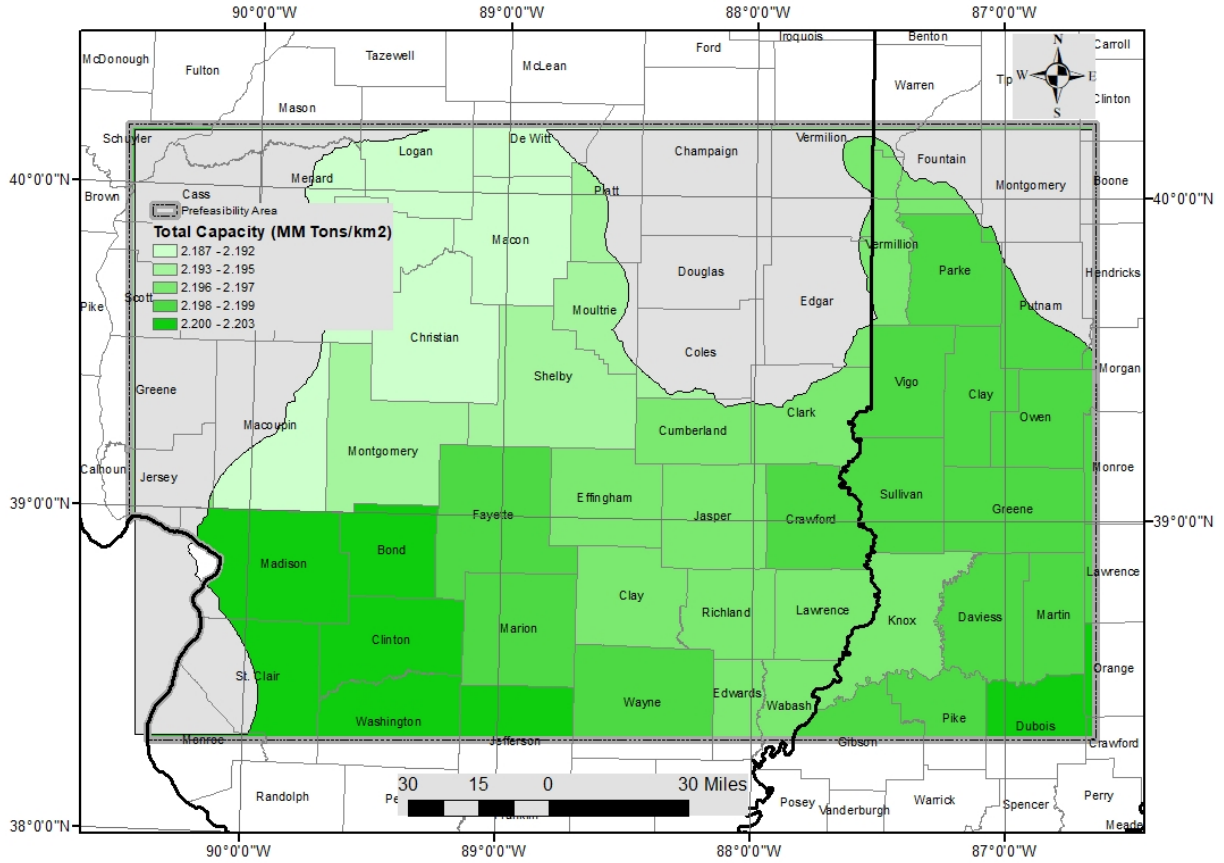 90°0'0"W 89°0'0"W 88°0'0"W 87°0'0"W
McDonough Fulton Tazewell McLean Ford Iroquois Benton Carroll
N
W E
S
Warren Tip Clinton
Mason
Schuyler Logan De Witt Champaign Vermilion Fountain
40°0'0"N Menard Piatt Montgomery Boone 40°0'0"N
Brown Cass
Prefeasibility Area
Total Capacity (MM Tons/km2)
2.187 - 2.192
2.193 - 2.195
2.196 - 2.197
2.198 - 2.199
2.200 - 2.203
Macon Vermillion
Pike Scott Douglas Edgar Parke Hendricks
Moultrie Putnam
Christian Coles
Greene Shelby Vigo Clay Morgan
Macoupin Cumberland Clark Owen
Montgomery
Calhoun Jersey Effingham Sullivan Monroe
39°0'0"N Fayette Jasper Crawford Greene 39°0'0"N
Madison Bond Lawrence
Clay Richland Lawrence Knox Daviess Martin
Clinton Marion
St. Clair Orange
Washington Wayne Edwards Wabash Pike Dubois
Monroe Jefferson Gibson Crawford
30 15 0 30 Miles
Randolph Pe Posey Vanderburgh Warrick Spencer Perry
Franklin
38°0'0"N Meade 38°0'0"N
90°0'0"W 89°0'0"W 88°0'0"W 87°0'0"W